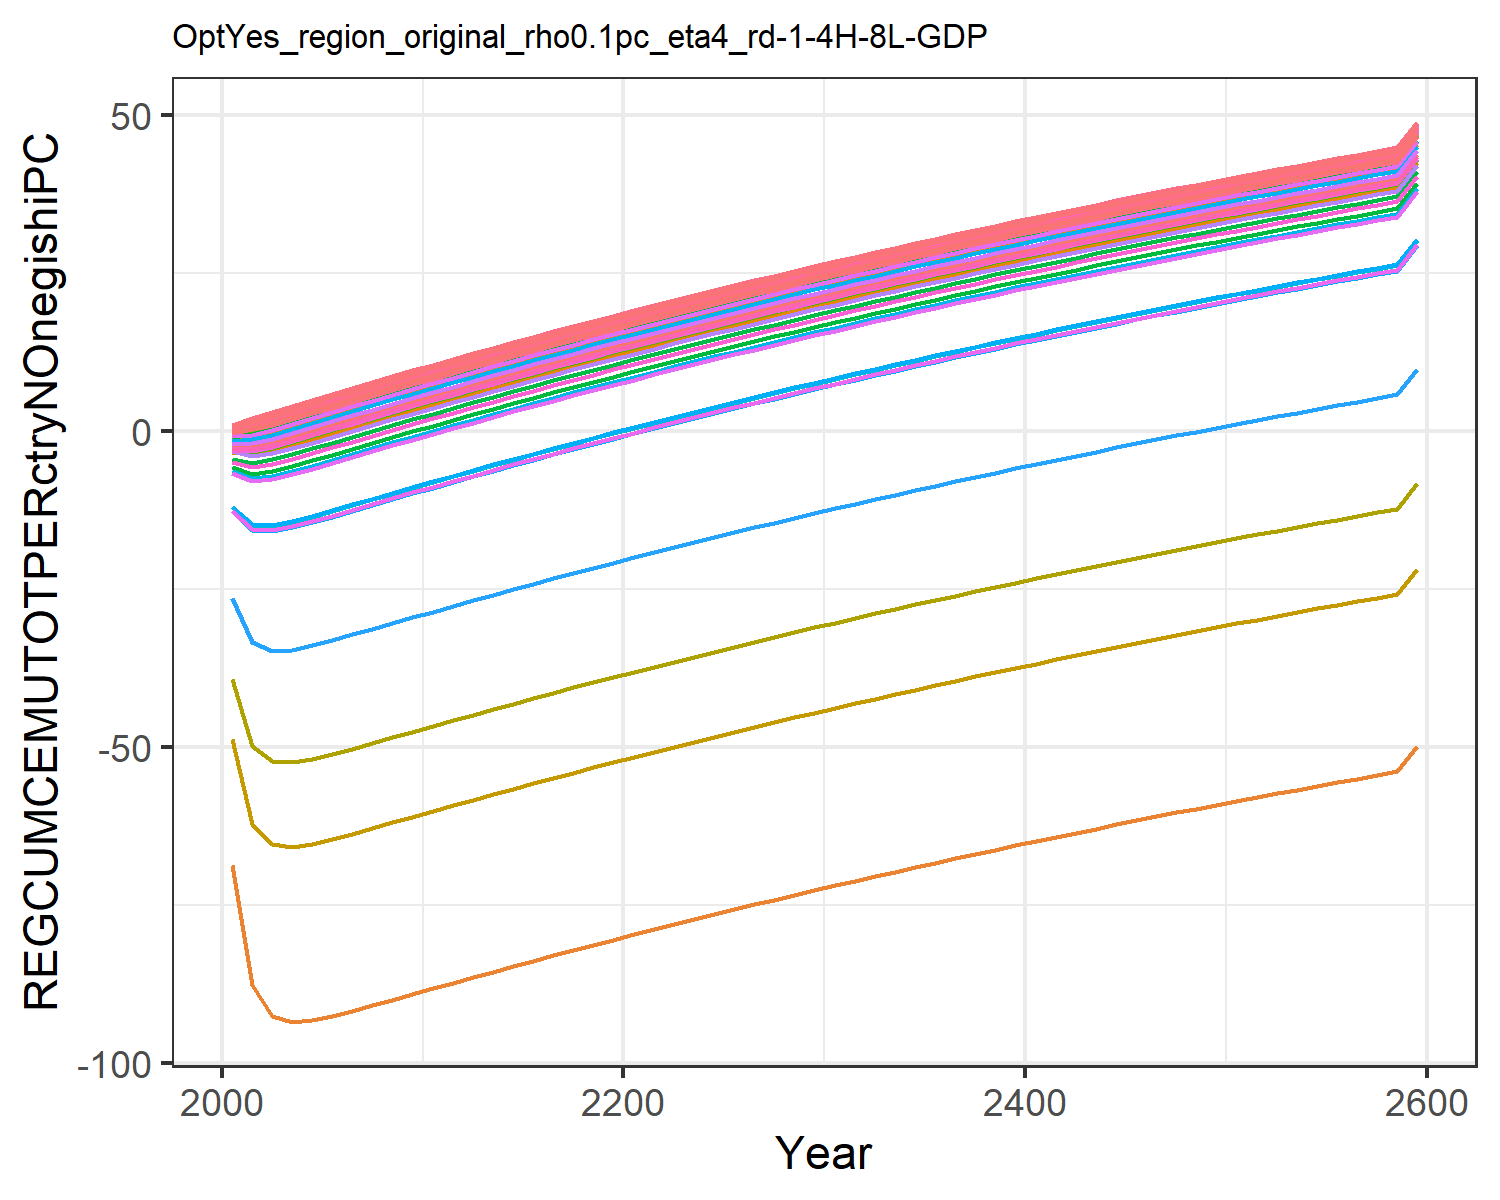 OptYes_region_original_rho0.1pc_eta4_rd-1-4H-8L-GDP
REGCUMCEMUTOTPERctryNOnegishiPC
50
0
-50
-100
2000 2200 2400 2600
Year